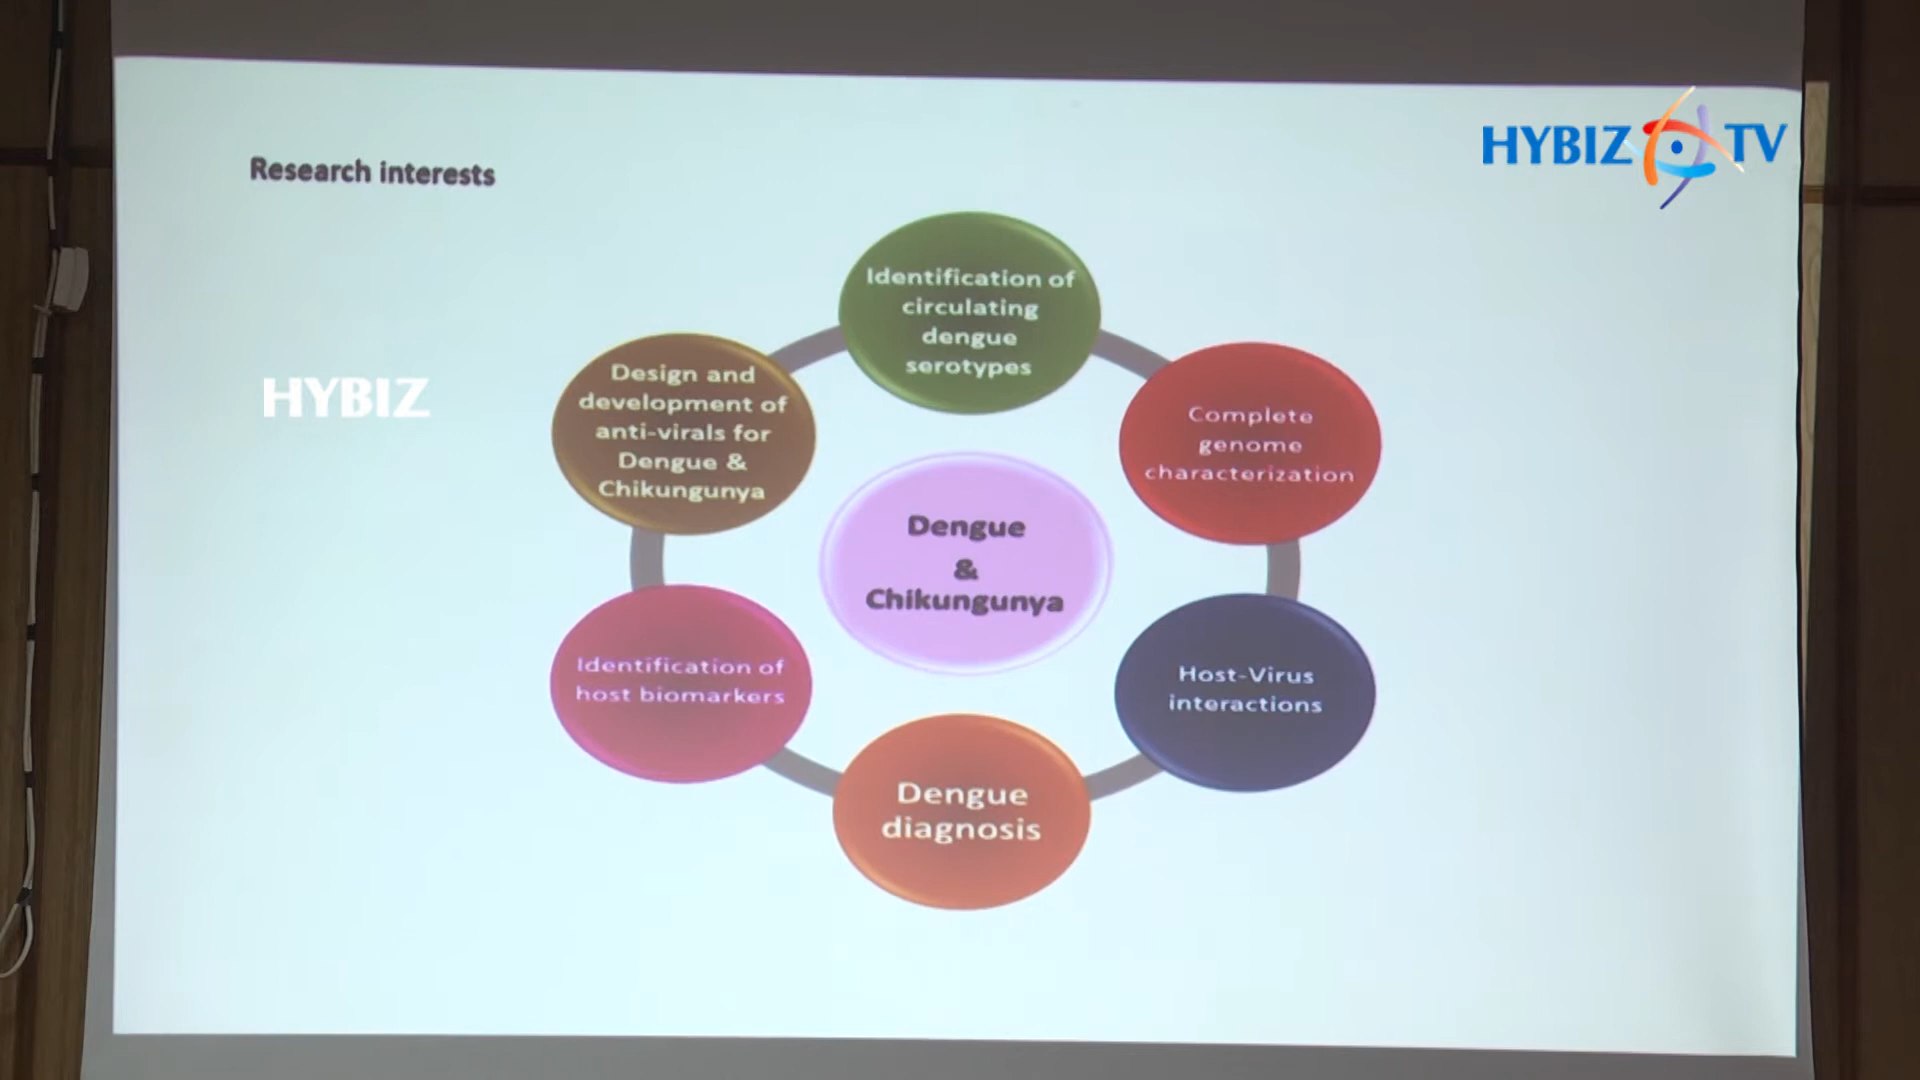 HYBIZ TV
Research interests
HYBIZ
Identification of
circulating
dengue
serotypes
Complete
genome
characterization
Host-Virus
interactions
Dengue
diagnosis
Identification of
host biomarkers
Design and
development of
anti-virals for
Dengue &
Chikungunya
Dengue
&
Chikungunya